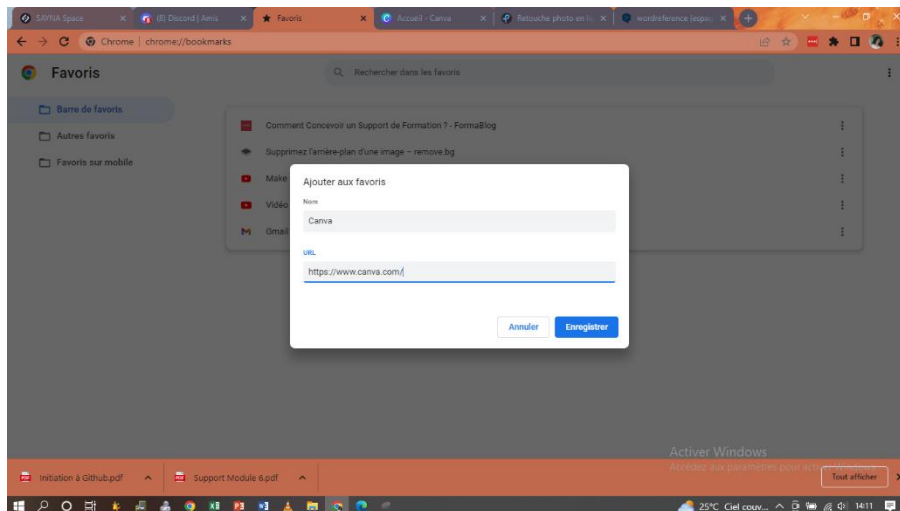 SAYNA Space
(8) Discord | Amis
Favoris
Accueil - Canva
Retouche photo en li
wordreference (espa
Chrome | chrome://bookmarks
Favoris
Rechercher dans les favoris
Barre de favoris
Autres favoris
Favoris sur mobile
Comment Concevoir un Support de Formation ? - FormaBlog
Supprimez l'arrière-plan d'une image – remove.bg
Make
Vidéo
Gmail
Ajouter aux favoris
Nom
Canva
URL
https://www.canva.com/
Annuler
Enregistrer
Activer Windows
Accédez aux paramètres pour activer Windows.
Initiation à Github.pdf
Support Module 6.pdf
Tout afficher
25°C Ciel couv...
14:11